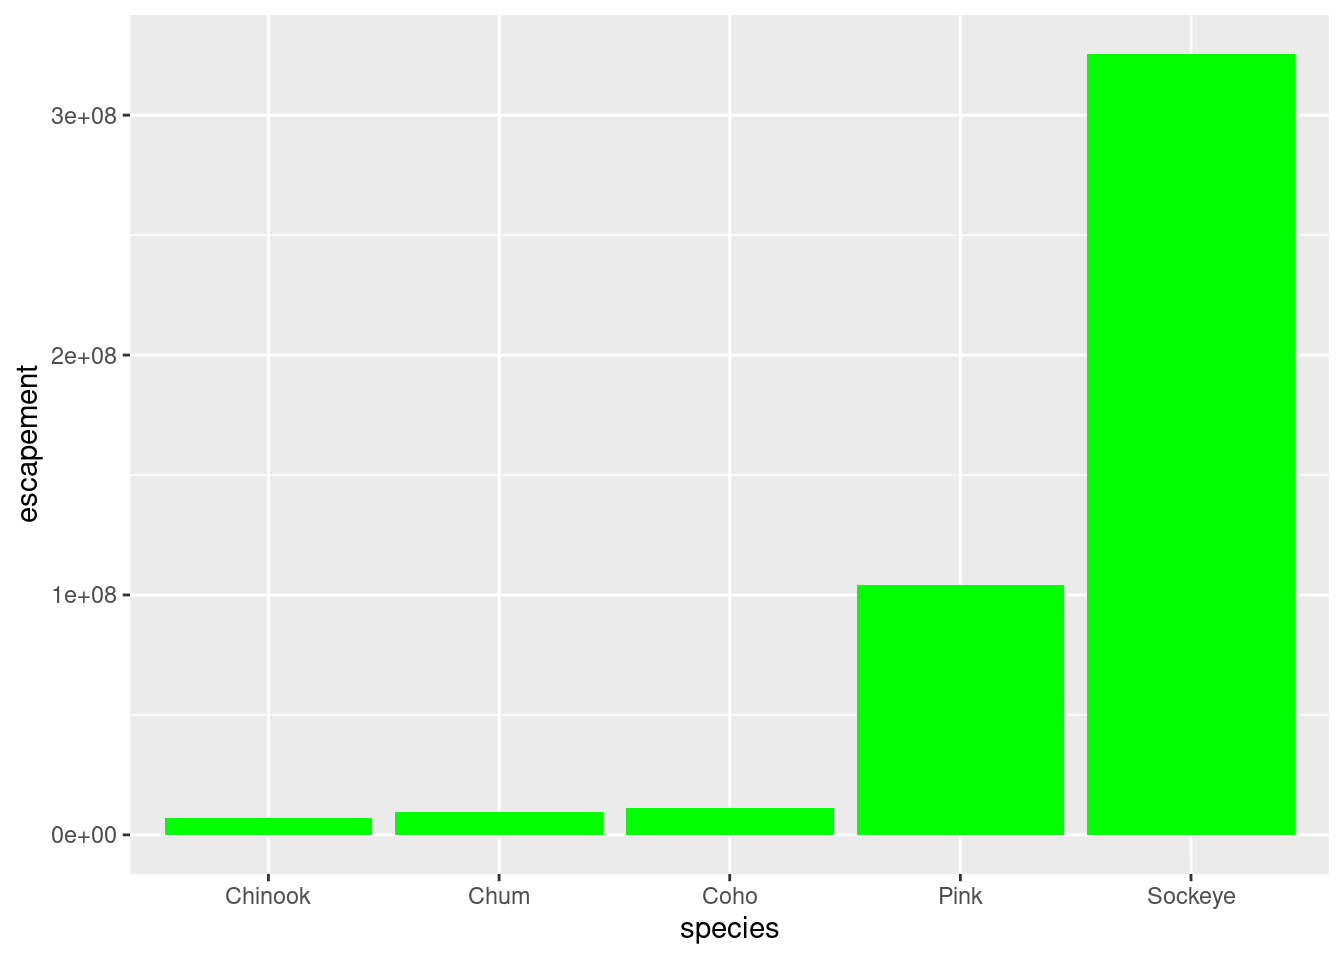 escapement
3e+08
2e+08
1e+08
0e+00
Chinook Chum Coho Pink Sockeye
species